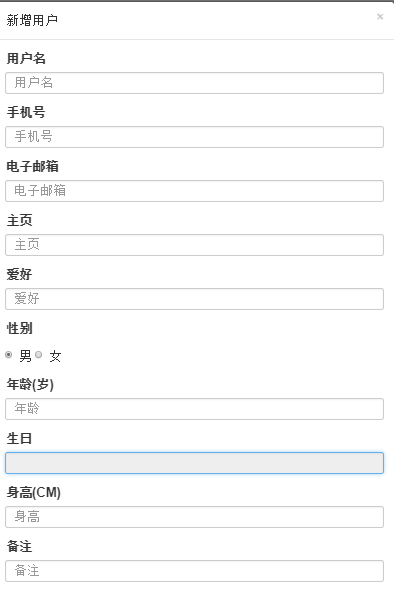 新增用户 ×
用户名
用户名
手机号
手机号
电子邮箱
电子邮箱
主页
主页
爱好
爱好
性别
男 女
年龄(岁)
年龄
生日
身高(CM)
身高
备注
备注